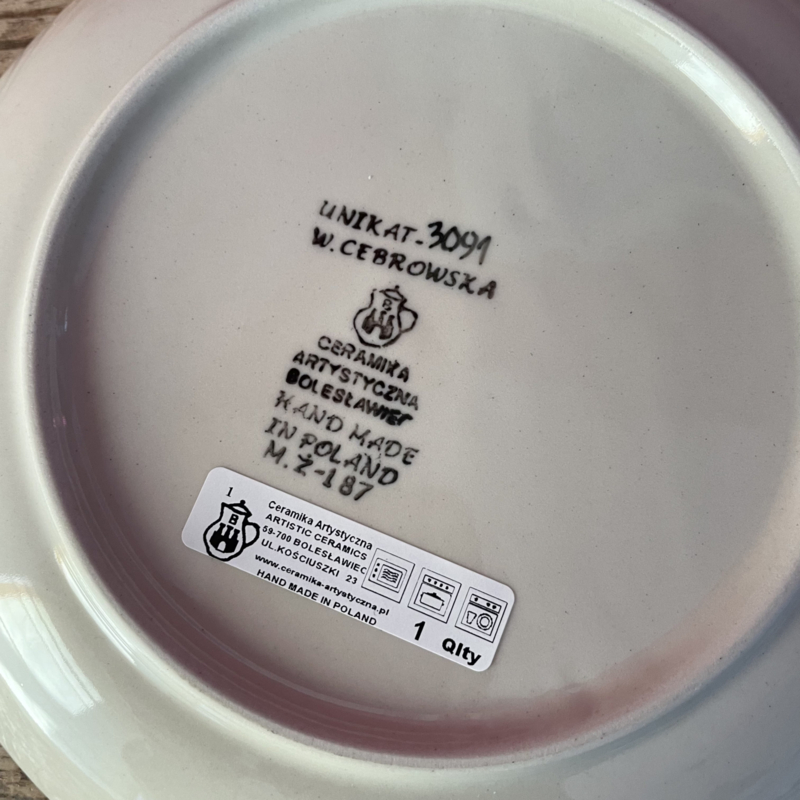 UNIKAT-3091
W.CEBROWSKA
B
CERAMIKA
ARTYSTYCZNA
BOLESŁAWIEC
HAND MADE
IN POLAND
M.Ż-187
1
B
Ceramika Artystyczna
ARTISTIC CERAMICS
59-700 BOLESŁAWIEC
UL.KOŚCIUSZKI 23
www.ceramika-artystyczna.pl
HAND MADE IN POLAND
1 Qlty